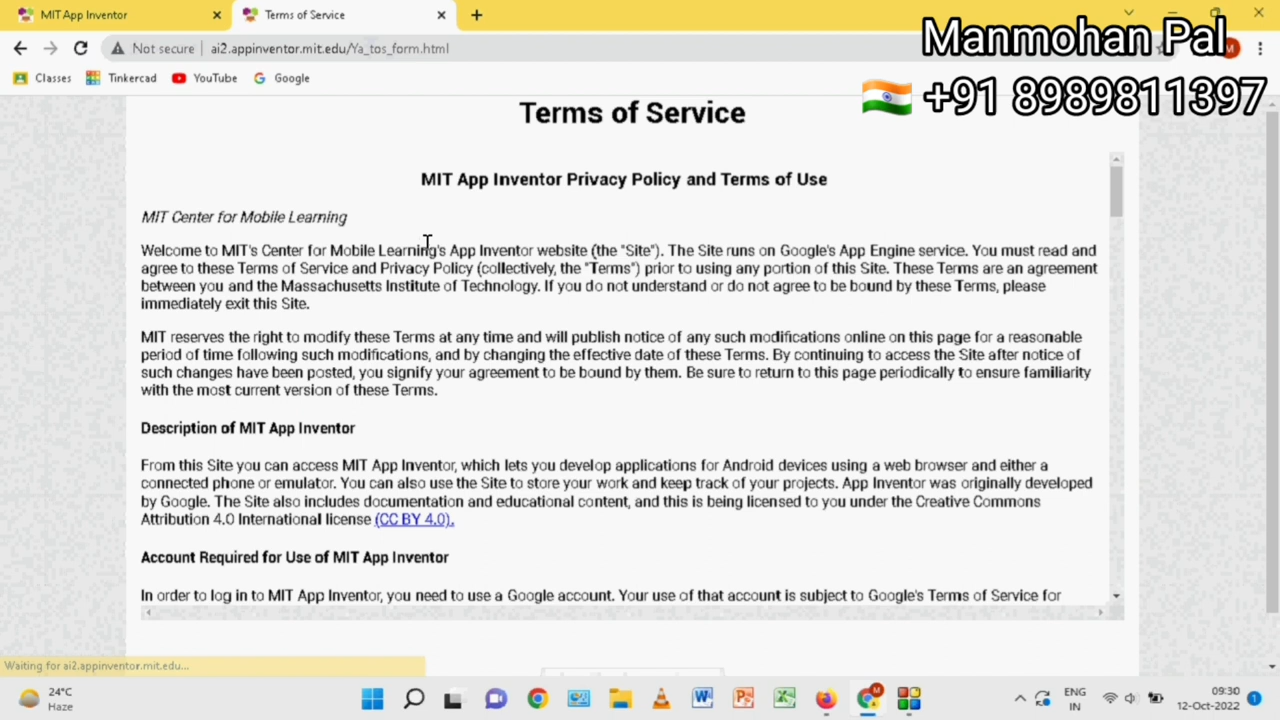 MIT App Inventor
Terms of Service
Not secure
ai2.appinventor.mit.edu/Ya_tos_form.html
Manmohan Pal
+91 8989811397
Classes
Tinkercad
YouTube
Google
Terms of Service
MIT App Inventor Privacy Policy and Terms of Use
MIT Center for Mobile Learning
Welcome to MIT's Center for Mobile Learning's App Inventor website (the "Site"). The Site runs on Google's App Engine service. You must read and
agree to these Terms of Service and Privacy Policy (collectively, the "Terms") prior to using any portion of this Site. These Terms are an agreement
between you and the Massachusetts Institute of Technology. If you do not understand or do not agree to be bound by these Terms, please
immediately exit this Site.
MIT reserves the right to modify these Terms at any time and will publish notice of any such modifications online on this page for a reasonable
period of time following such modifications, and by changing the effective date of these Terms. By continuing to access the Site after notice of
such changes have been posted, you signify your agreement to be bound by them. Be sure to return to this page periodically to ensure familiarity
with the most current version of these Terms.
Description of MIT App Inventor
From this Site you can access MIT App Inventor, which lets you develop applications for Android devices using a web browser and either a
connected phone or emulator. You can also use the Site to store your work and keep track of your projects. App Inventor was originally developed
by Google. The Site also includes documentation and educational content, and this is being licensed to you under the Creative Commons
Attribution 4.0 International license (CC BY 4.0).
Account Required for Use of MIT App Inventor
In order to log in to MIT App Inventor, you need to use a Google account. Your use of that account is subject to Google's Terms of Service for
Waiting for ai2.appinventor.mit.edu...
24°C
Haze
ENG
IN
09:30
12-Oct-2022